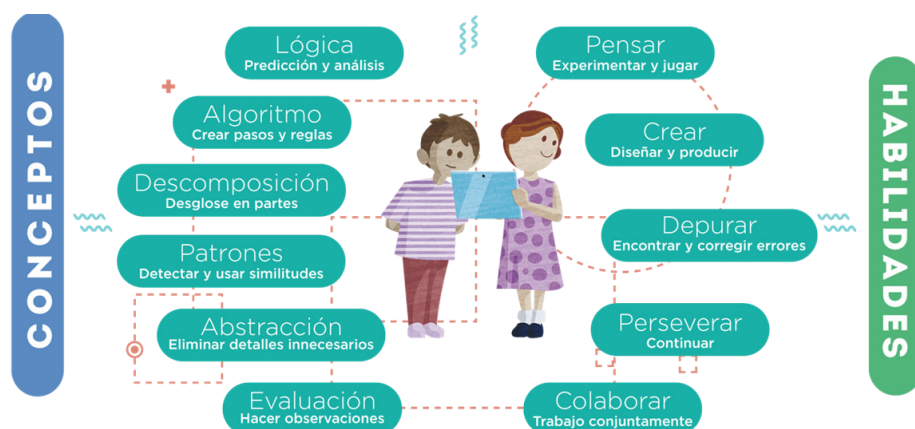 CONCEPTOS
Lógica
Predicción y análisis
Algoritmo
Crear pasos y reglas
Descomposición
Desglose en partes
Patrones
Detectar y usar similitudes
Abstracción
Eliminar detalles innecesarios
Evaluación
Hacer observaciones
Pensar
Experimentar y jugar
Crear
Diseñar y producir
Depurar
Encontrar y corregir errores
Perseverar
Continuar
Colaborar
Trabajo conjuntamente
HABILIDADES